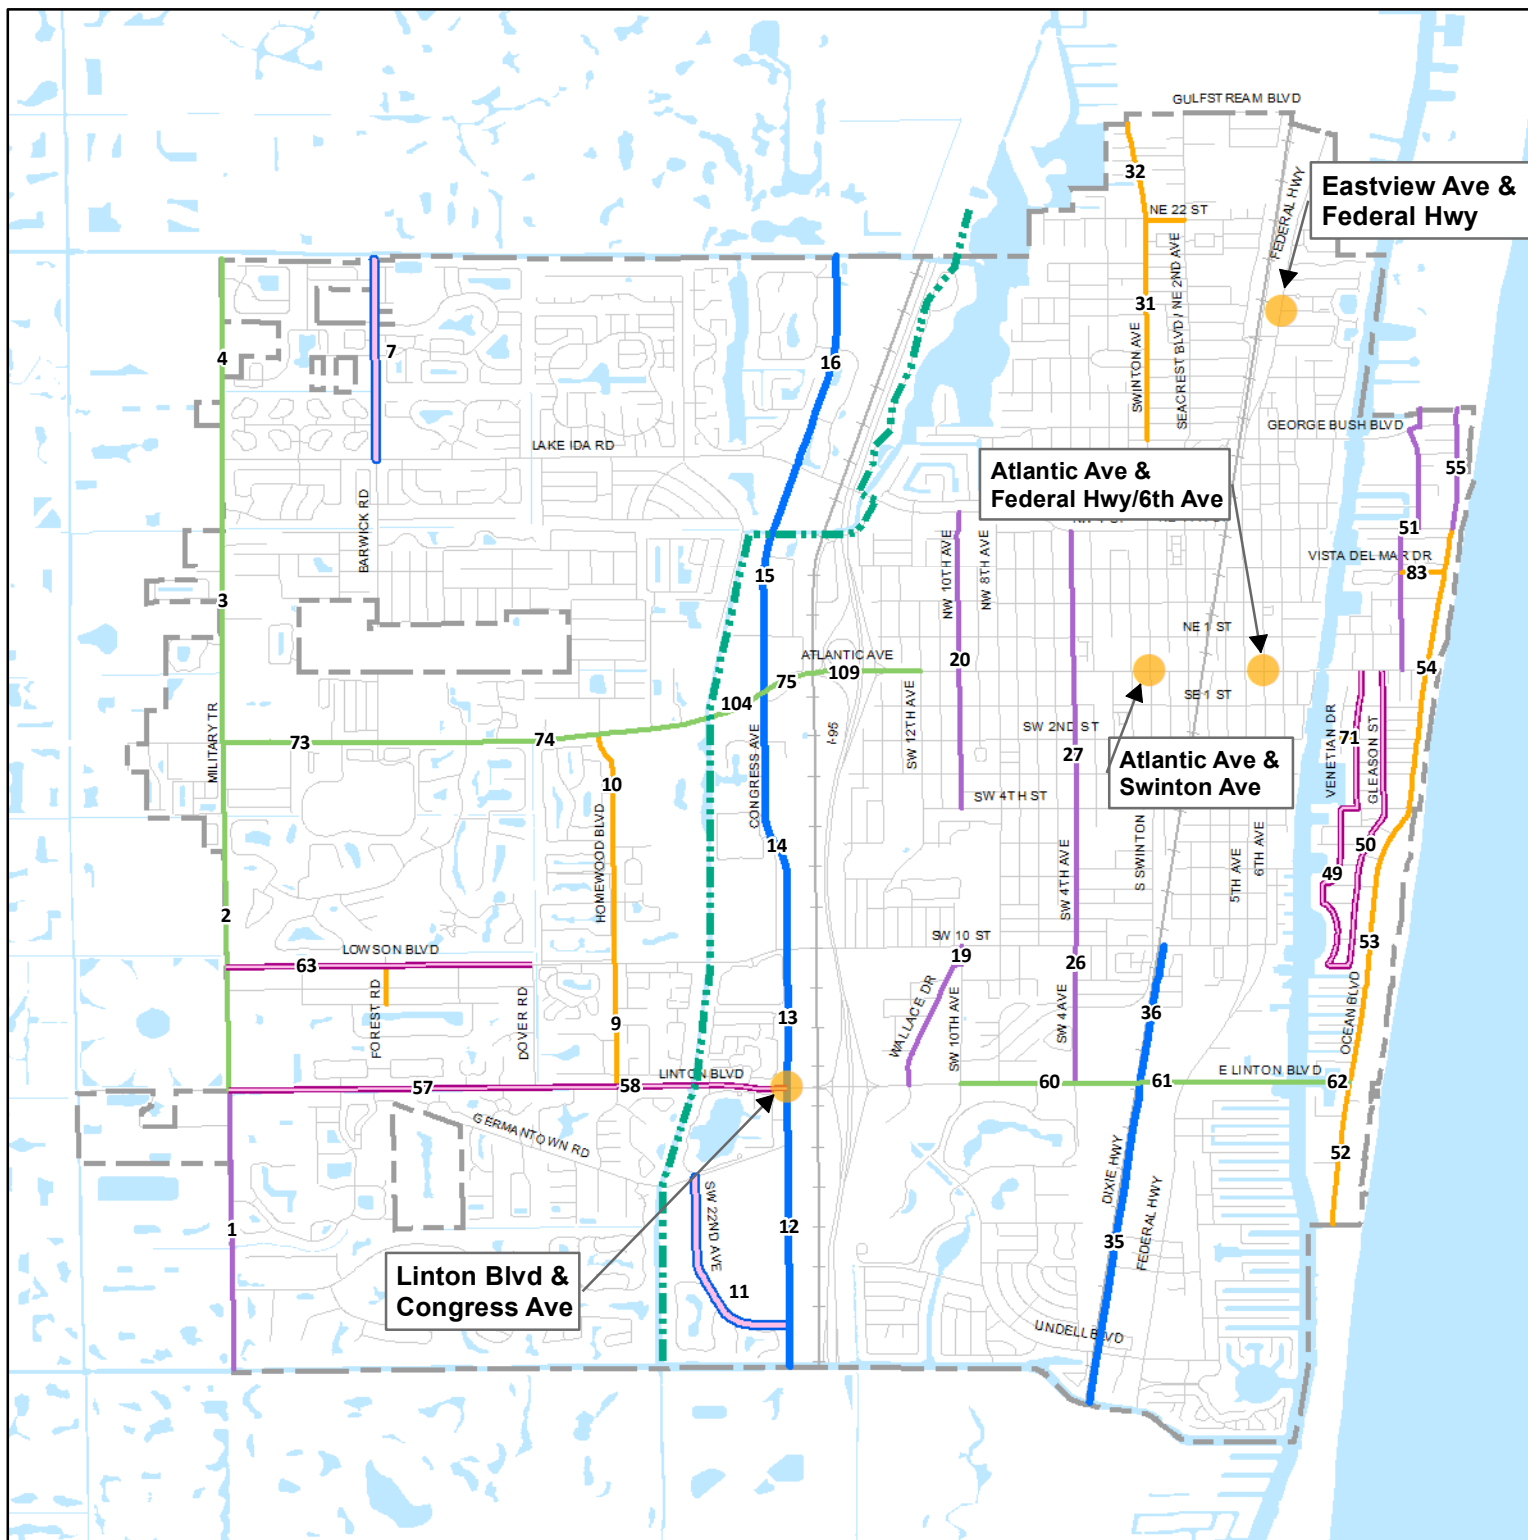 GULFSTREAM BLVD
32
Eastview Ave &
Federal Hwy
FEDERAL HWY
NE 22 ST
SEACREST BLVD / NE 2ND AVE
31
SWINTON AVE
4
7
16
GEORGE BUSH BLVD
LAKE IDA RD
Atlantic Ave &
Federal Hwy/6th Ave
55
BARWICK RD
51
NW 10TH AVE
NW 8TH AVE
VISTA DEL MAR DR
83
15
3
NE 1 ST
ATLANTIC AVE
20
109
75
54
SE 1 ST
104
MILITARY TR
73
74
CONGRESS AVE
I-95
SW 12TH AVE
SW 2ND ST
27
VENETIAN DR
71
GLEASON ST
Atlantic Ave &
Swinton Ave
10
SW 4TH ST
14
HOMEWOOD BLVD
SW 4TH AVE
S SWINTON
5TH AVE
6TH AVE
50
49
2
LOWSON BLVD
63
SW 10 ST
19
26
53
FOREST RD
DOVER RD
9
13
WALLACE DR
SW 10TH AVE
SW 4 AVE
36
OCEAN BLVD
57
58
LINTON BLVD
60
61
E LINTON BLVD
62
GERMANTOWN RD
52
1
SW 22ND AVE
12
DIXIE HWY
FEDERAL HWY
35
Linton Blvd &
Congress Ave
11